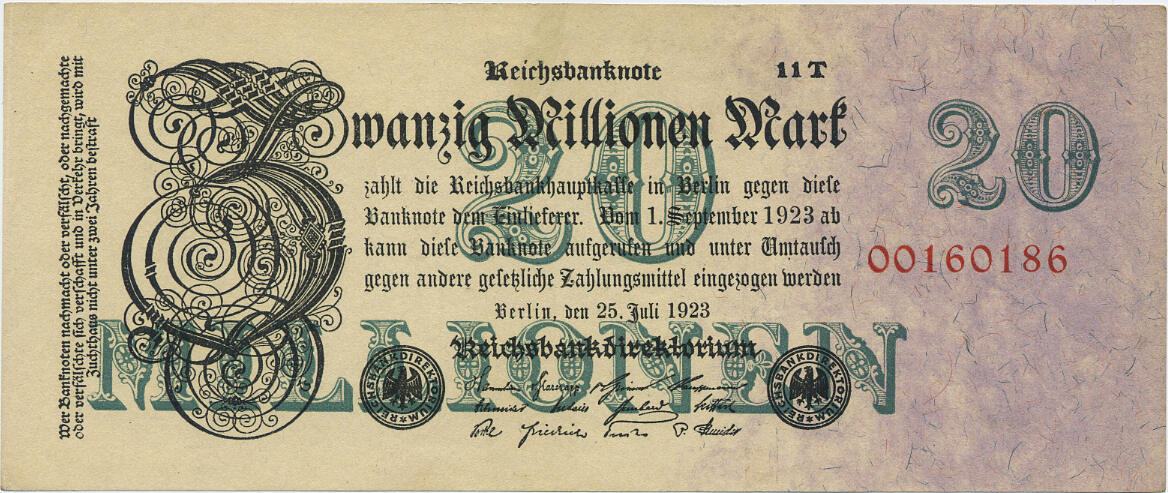 Reichsbanknote 11 T
Zwanzig Millionen Mark
20
20
zahlt die Reichsbankhauptkasse in Berlin gegen diese
Banknote dem Einlieferer. Vom 1. September 1923 ab
kann diese Banknote aufgerufen und unter Umtausch
gegen andere gesetzliche Zahlungsmittel eingezogen werden
00160186
Berlin, den 25. Juli 1923
MILLIONEN
Reichsbankdirektorium
REICHSBANKDIREKTORIUM
REICHSBANKDIREKTORIUM
Wer Banknoten nachmacht oder verfälscht, oder nachgemachte
oder verfälschte sich verschafft und in Verkehr bringt, wird mit
Zuchthaus nicht unter zwei Jahren bestraft